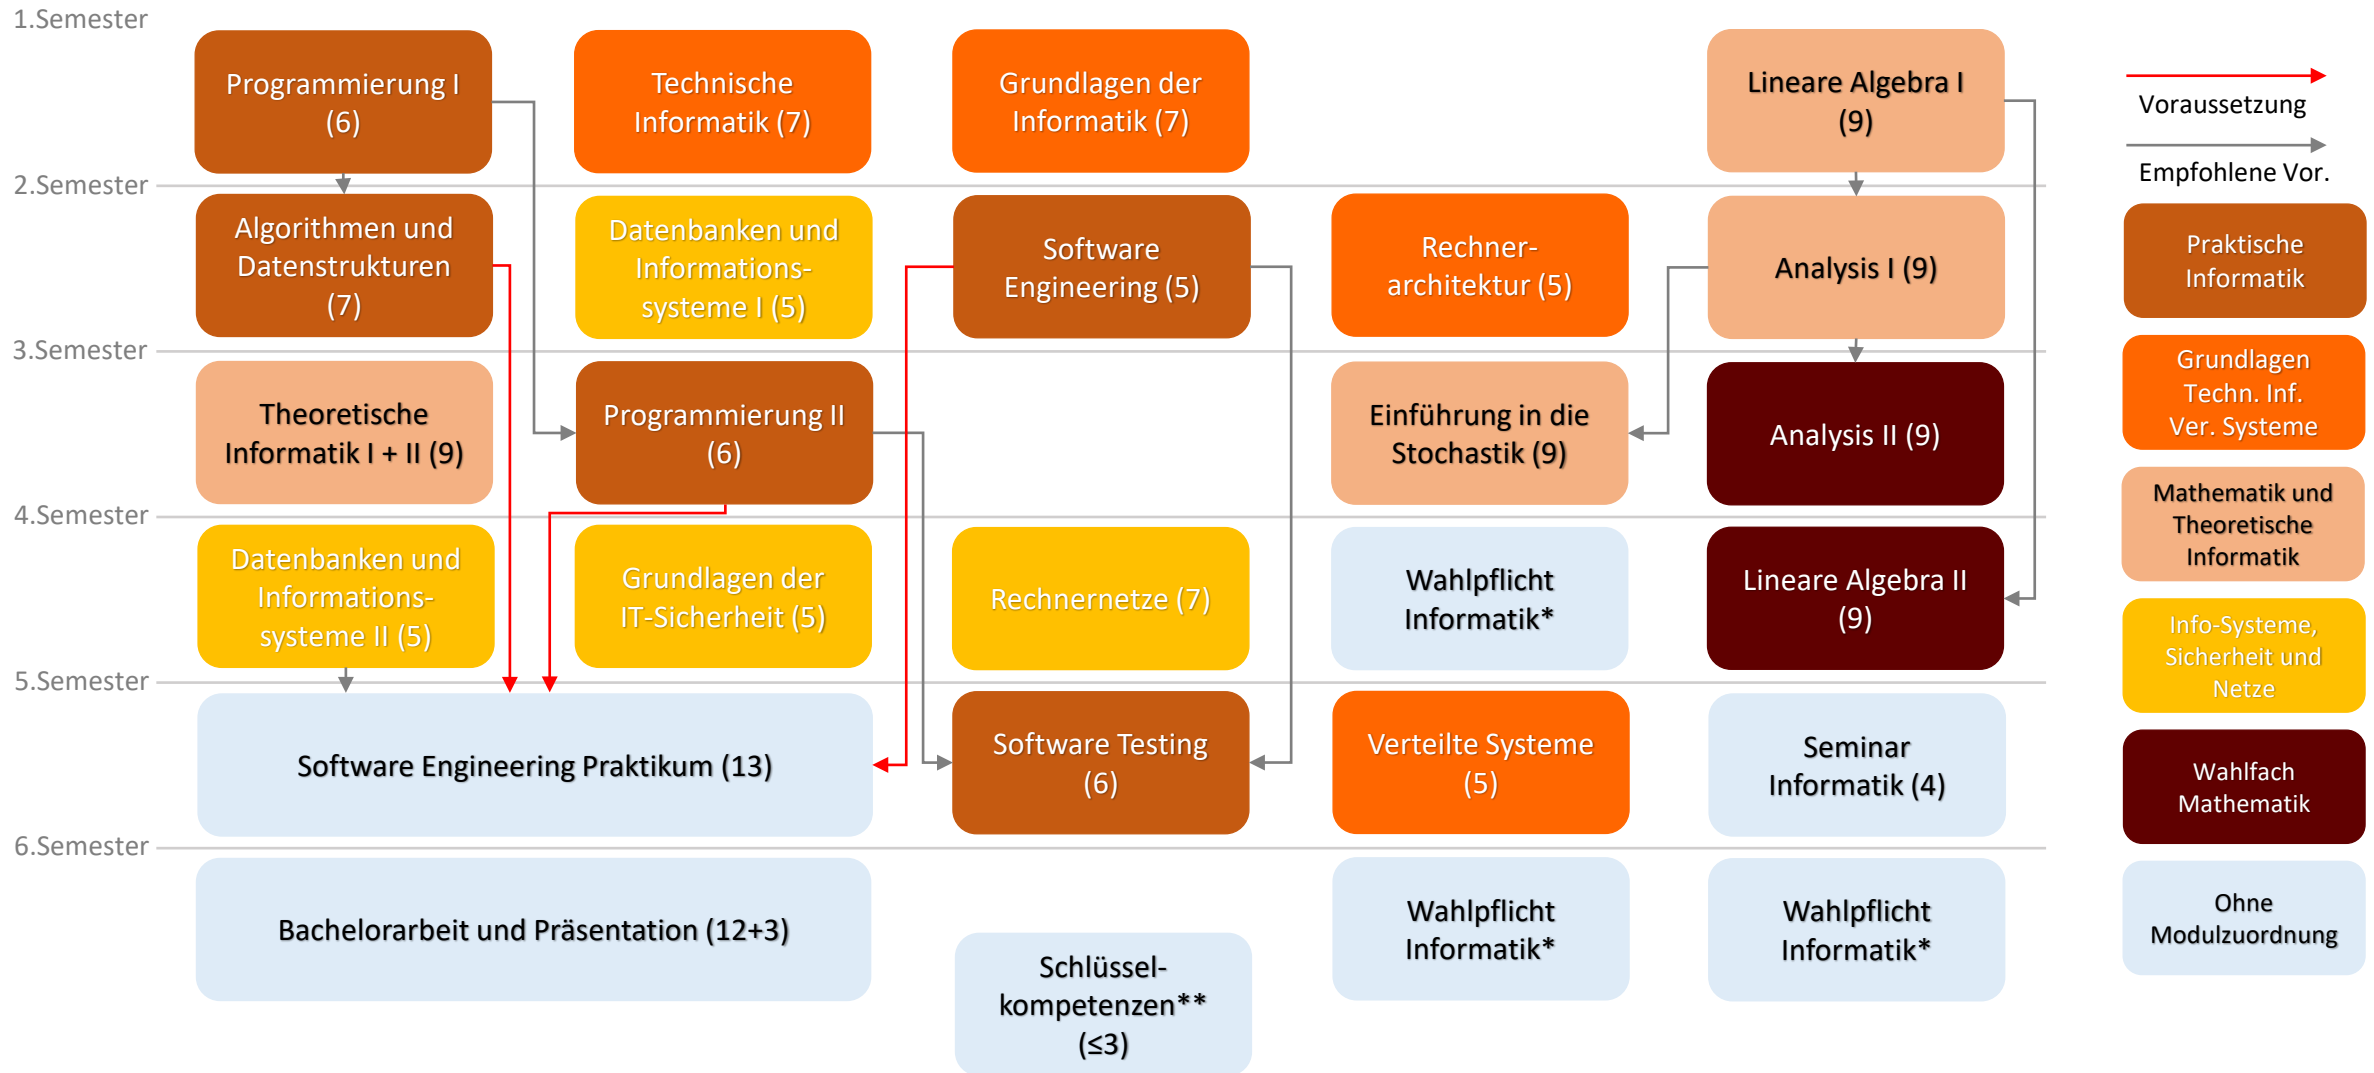 1.Semester
Programmierung I
(6)
Technische
Informatik (7)
Grundlagen der
Informatik (7)
Lineare Algebra I
(9)
2.Semester
Algorithmen und
Datenstrukturen
(7)
Datenbanken und
Informations-
systeme I (5)
Software
Engineering (5)
Rechner-
architektur (5)
Analysis I (9)
3.Semester
Theoretische
Informatik I + II (9)
Programmierung II
(6)
Einführung in die
Stochastik (9)
Analysis II (9)
4.Semester
Datenbanken und
Informations-
systeme II (5)
Grundlagen der
IT-Sicherheit (5)
Rechnernetze (7)
Wahlpflicht
Informatik*
Lineare Algebra II
(9)
5.Semester
Software Engineering Praktikum (13)
Software Testing
(6)
Verteilte Systeme
(5)
Seminar
Informatik (4)
6.Semester
Bachelorarbeit und Präsentation (12+3)
Schlüssel-
kompetenzen**
(≤3)
Wahlpflicht
Informatik*
Wahlpflicht
Informatik*
Voraussetzung
Empfohlene Vor.
Praktische
Informatik
Grundlagen
Techn. Inf.
Ver. Systeme
Mathematik und
Theoretische
Informatik
Info-Systeme,
Sicherheit und
Netze
Wahlfach
Mathematik
Ohne
Modulzuordnung